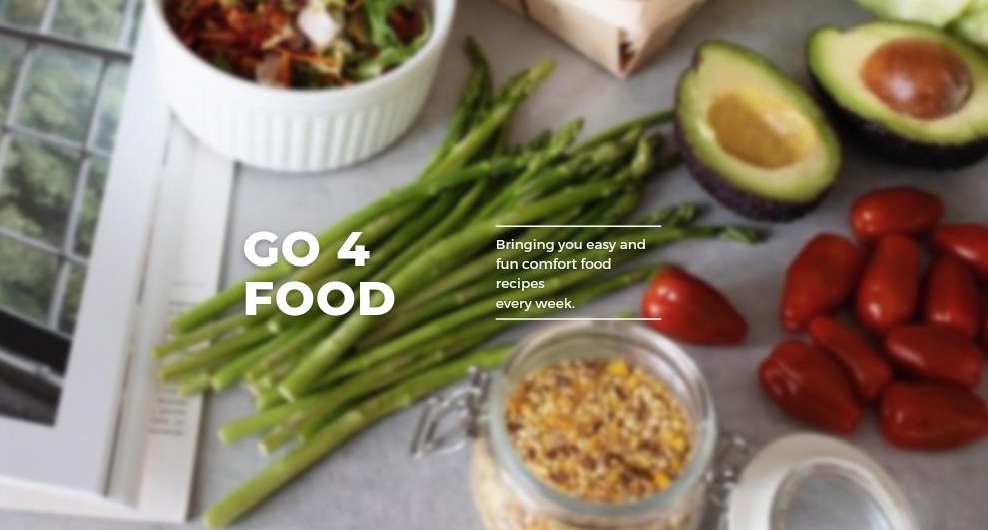 GO 4
FOOD
Bringing you easy and
fun comfort food
recipes
every week.